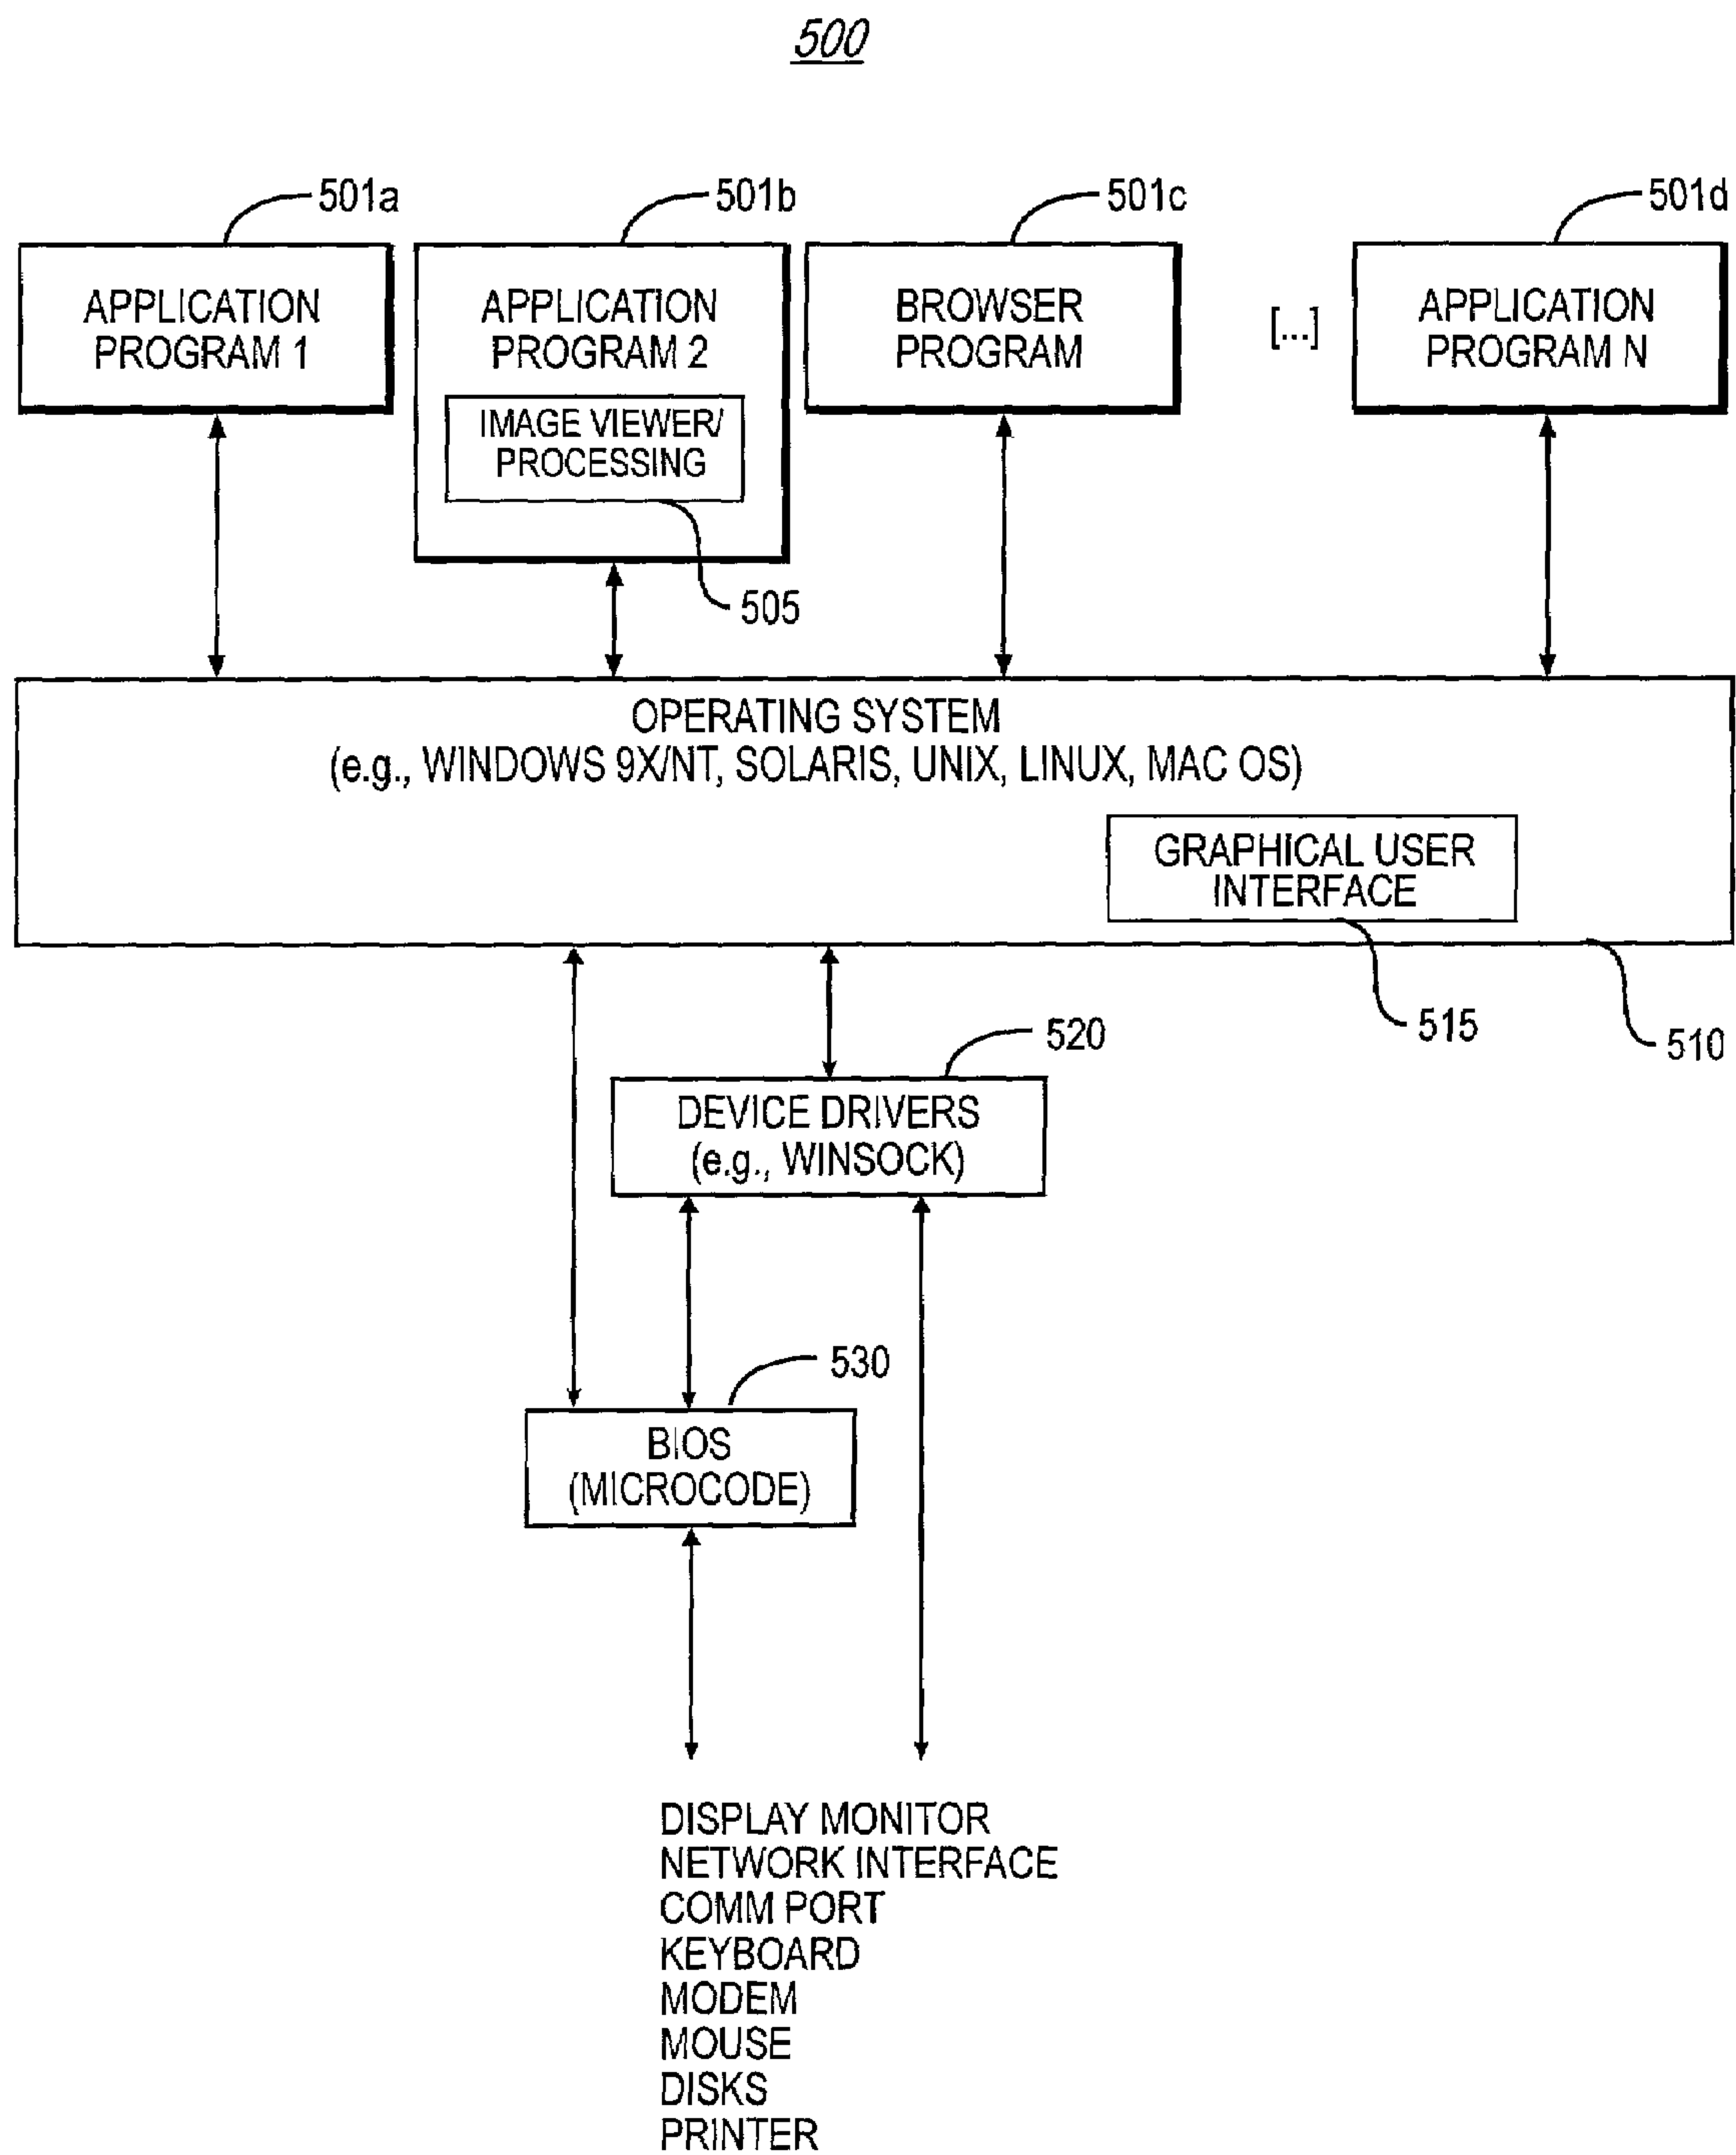 500
501a
501b
501c
501d
APPLICATION
PROGRAM 1
APPLICATION
PROGRAM 2
IMAGE VIEWER/
PROCESSING
505
BROWSER
PROGRAM
[...]
APPLICATION
PROGRAM N
OPERATING SYSTEM
(e.g., WINDOWS 9X/NT, SOLARIS, UNIX, LINUX, MAC OS)
GRAPHICAL USER
INTERFACE
515
510
520
DEVICE DRIVERS
(e.g., WINSOCK)
530
BIOS
(MICROCODE)
DISPLAY MONITOR
NETWORK INTERFACE
COMM PORT
KEYBOARD
MODEM
MOUSE
DISKS
PRINTER